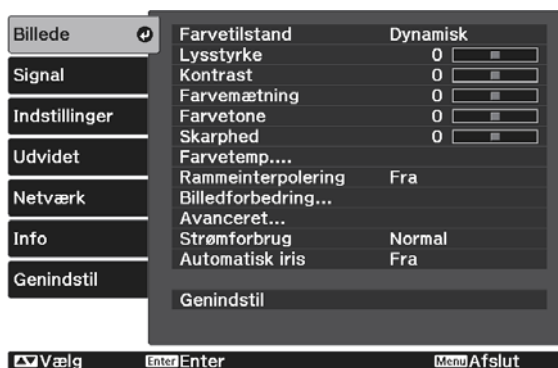 Billede
Signal
Indstillinger
Udvidet
Netværk
Info
Genindstil
Farvetilstand Dynamisk
Lysstyrke 0
Kontrast 0
Farvemætning 0
Farvetone 0
Skarphed 0
Farvetemp....
Rammeinterpolering Fra
Billedforbedring...
Avanceret...
Strømforbrug Normal
Automatisk iris Fra
Genindstil
Vælg Enter Enter Menu Afslut